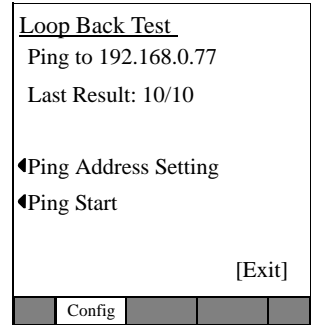 Loop Back Test
Ping to 192.168.0.77
Last Result: 10/10
Ping Address Setting
Ping Start
[Exit]
Config